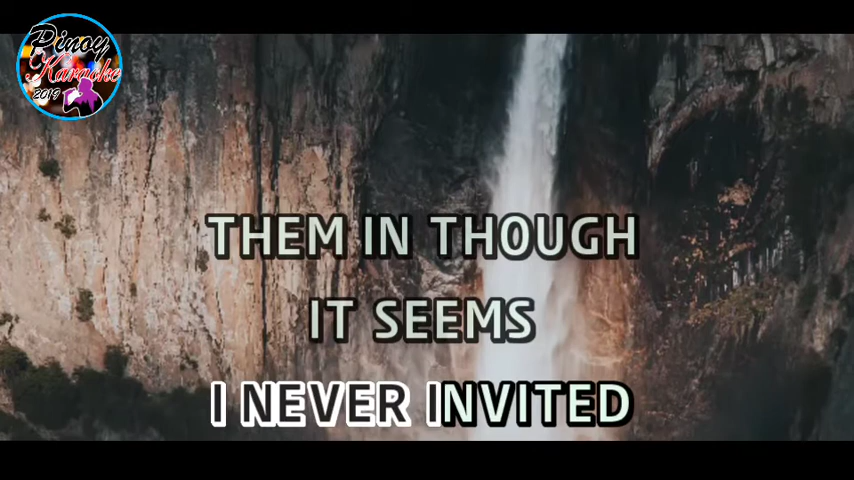 Pinoy
Karaoke
2019
THEM IN THOUGH
IT SEEMS
I NEVER INVITED